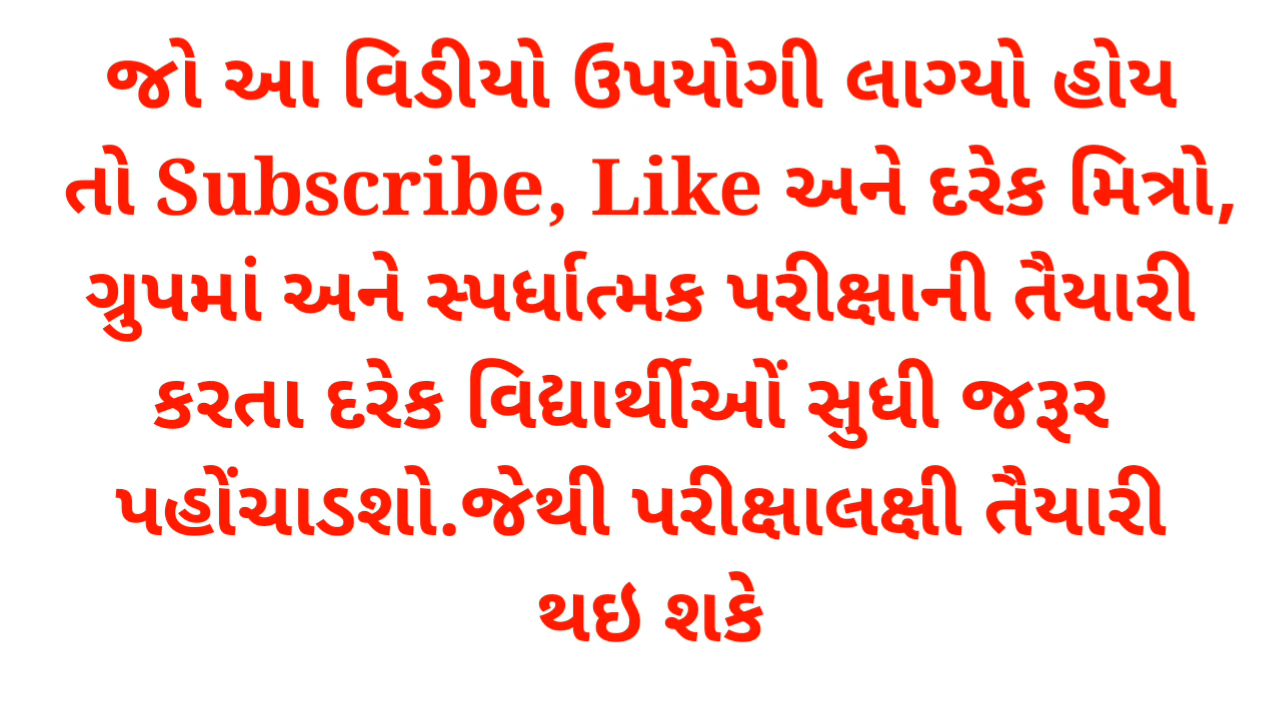 જો આ વિડીયો ઉપયોગી લાગ્યો હોય
તો Subscribe, Like અને દરેક મિત્રો,
ગ્રુપમાં અને સ્પર્ધાત્મક પરીક્ષાની તૈયારી
કરતા દરેક વિદ્યાર્થીઓં સુધી જરૂર
પહોંચાડશો.જેથી પરીક્ષાલક્ષી તૈયારી
થઇ શકે